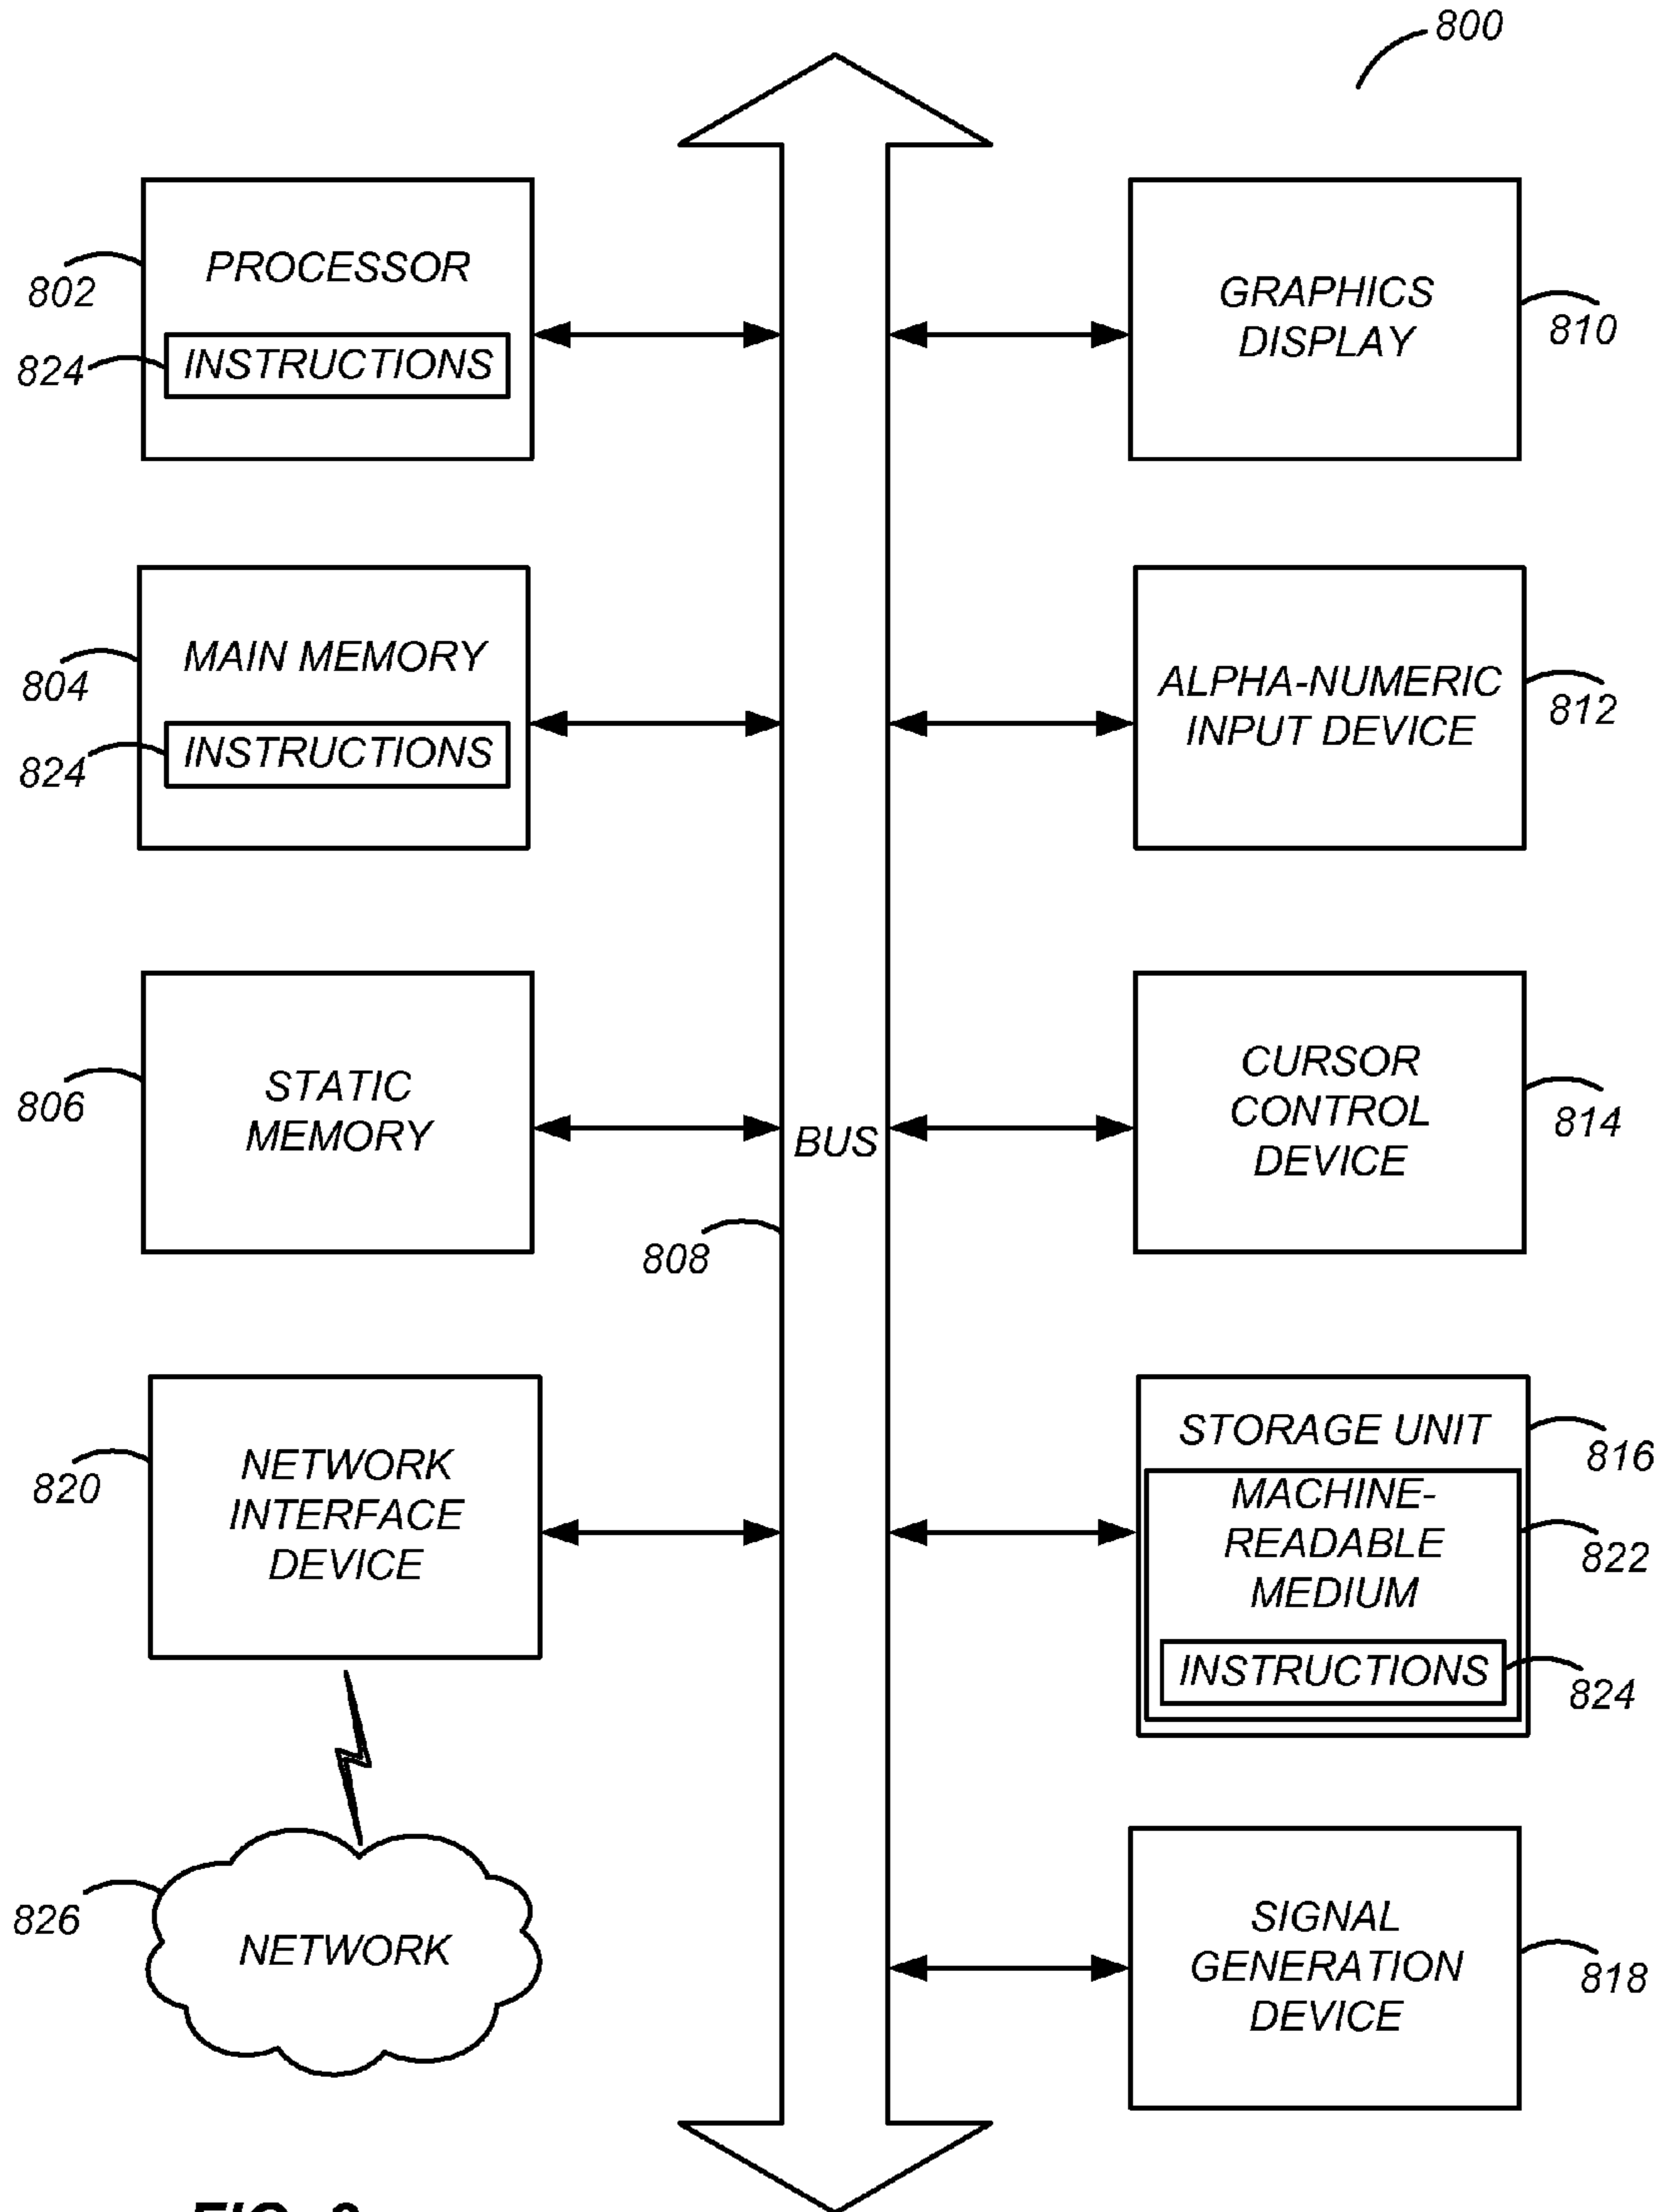 800
PROCESSOR
802
INSTRUCTIONS
824
GRAPHICS
DISPLAY
810
MAIN MEMORY
804
INSTRUCTIONS
824
ALPHA-NUMERIC
INPUT DEVICE
812
STATIC
MEMORY
806
BUS
808
CURSOR
CONTROL
DEVICE
814
NETWORK
INTERFACE
DEVICE
820
STORAGE UNIT
816
MACHINE-
READABLE
MEDIUM
822
INSTRUCTIONS
824
NETWORK
826
SIGNAL
GENERATION
DEVICE
818